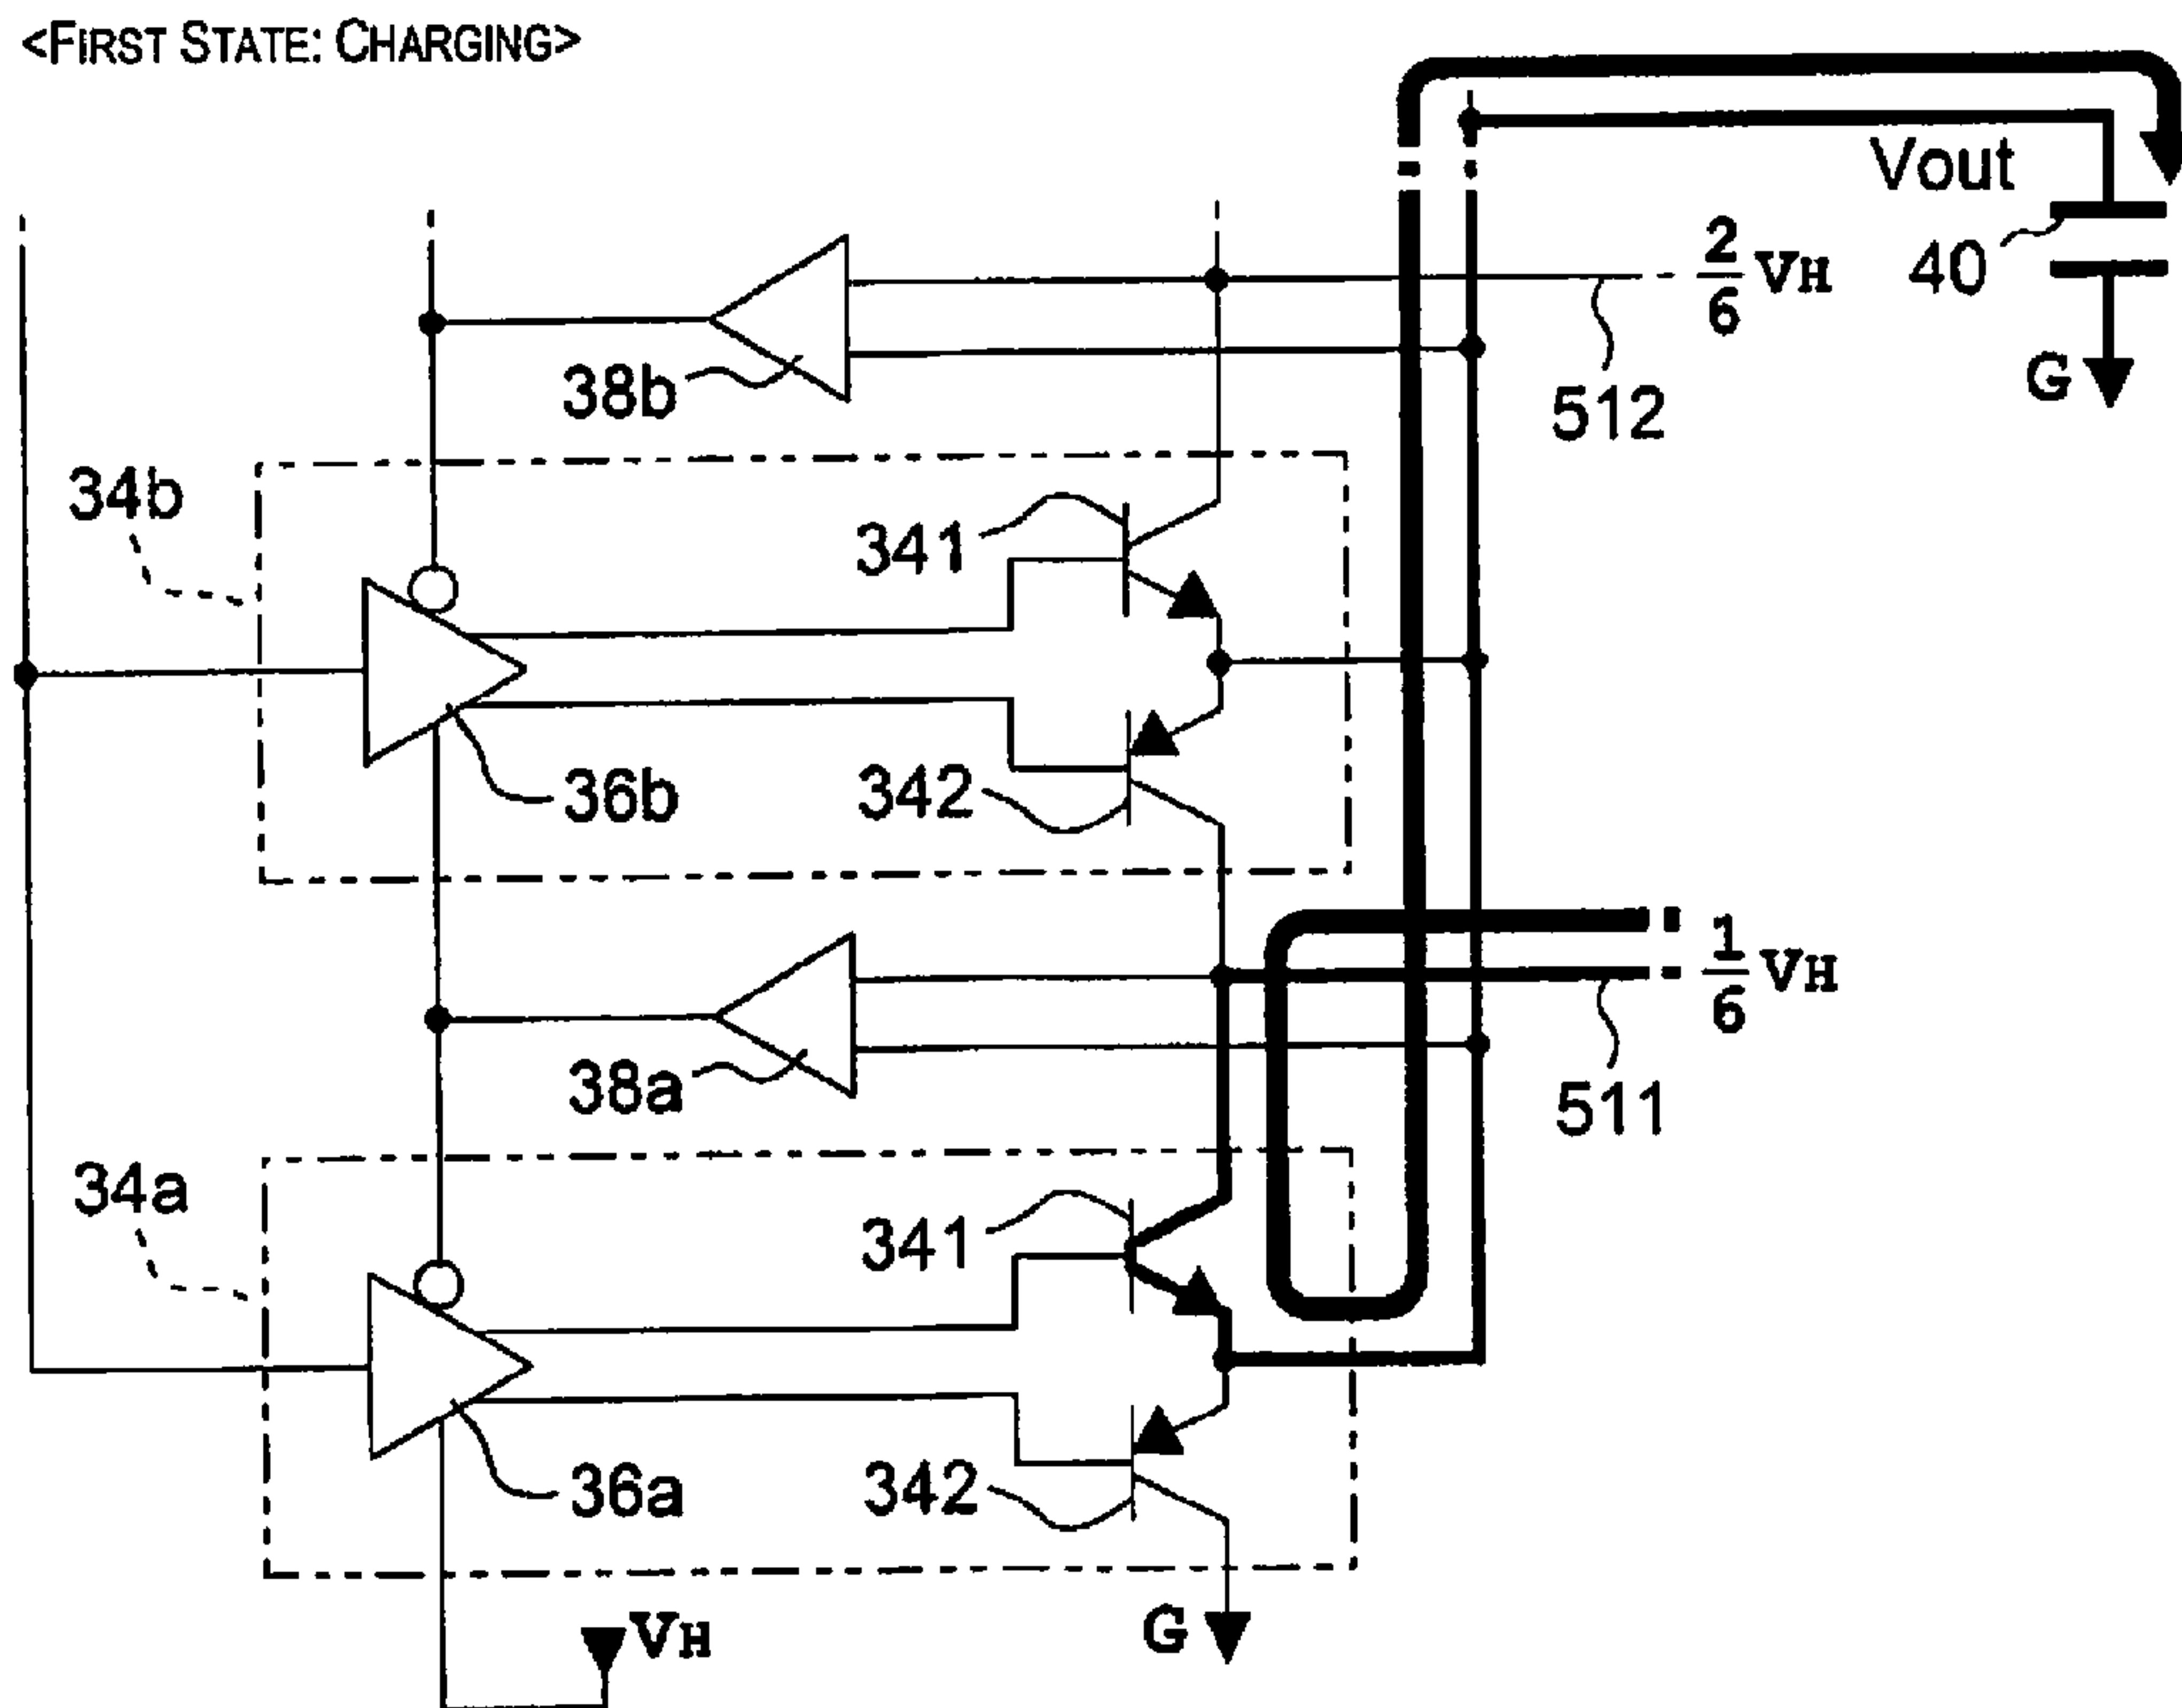 <FIRST STATE: CHARGING>
Vout
2/6 VH
40
38b
512
G
34b
341
36b
342
1/6 VH
38a
511
34a
341
36a
342
VH
G